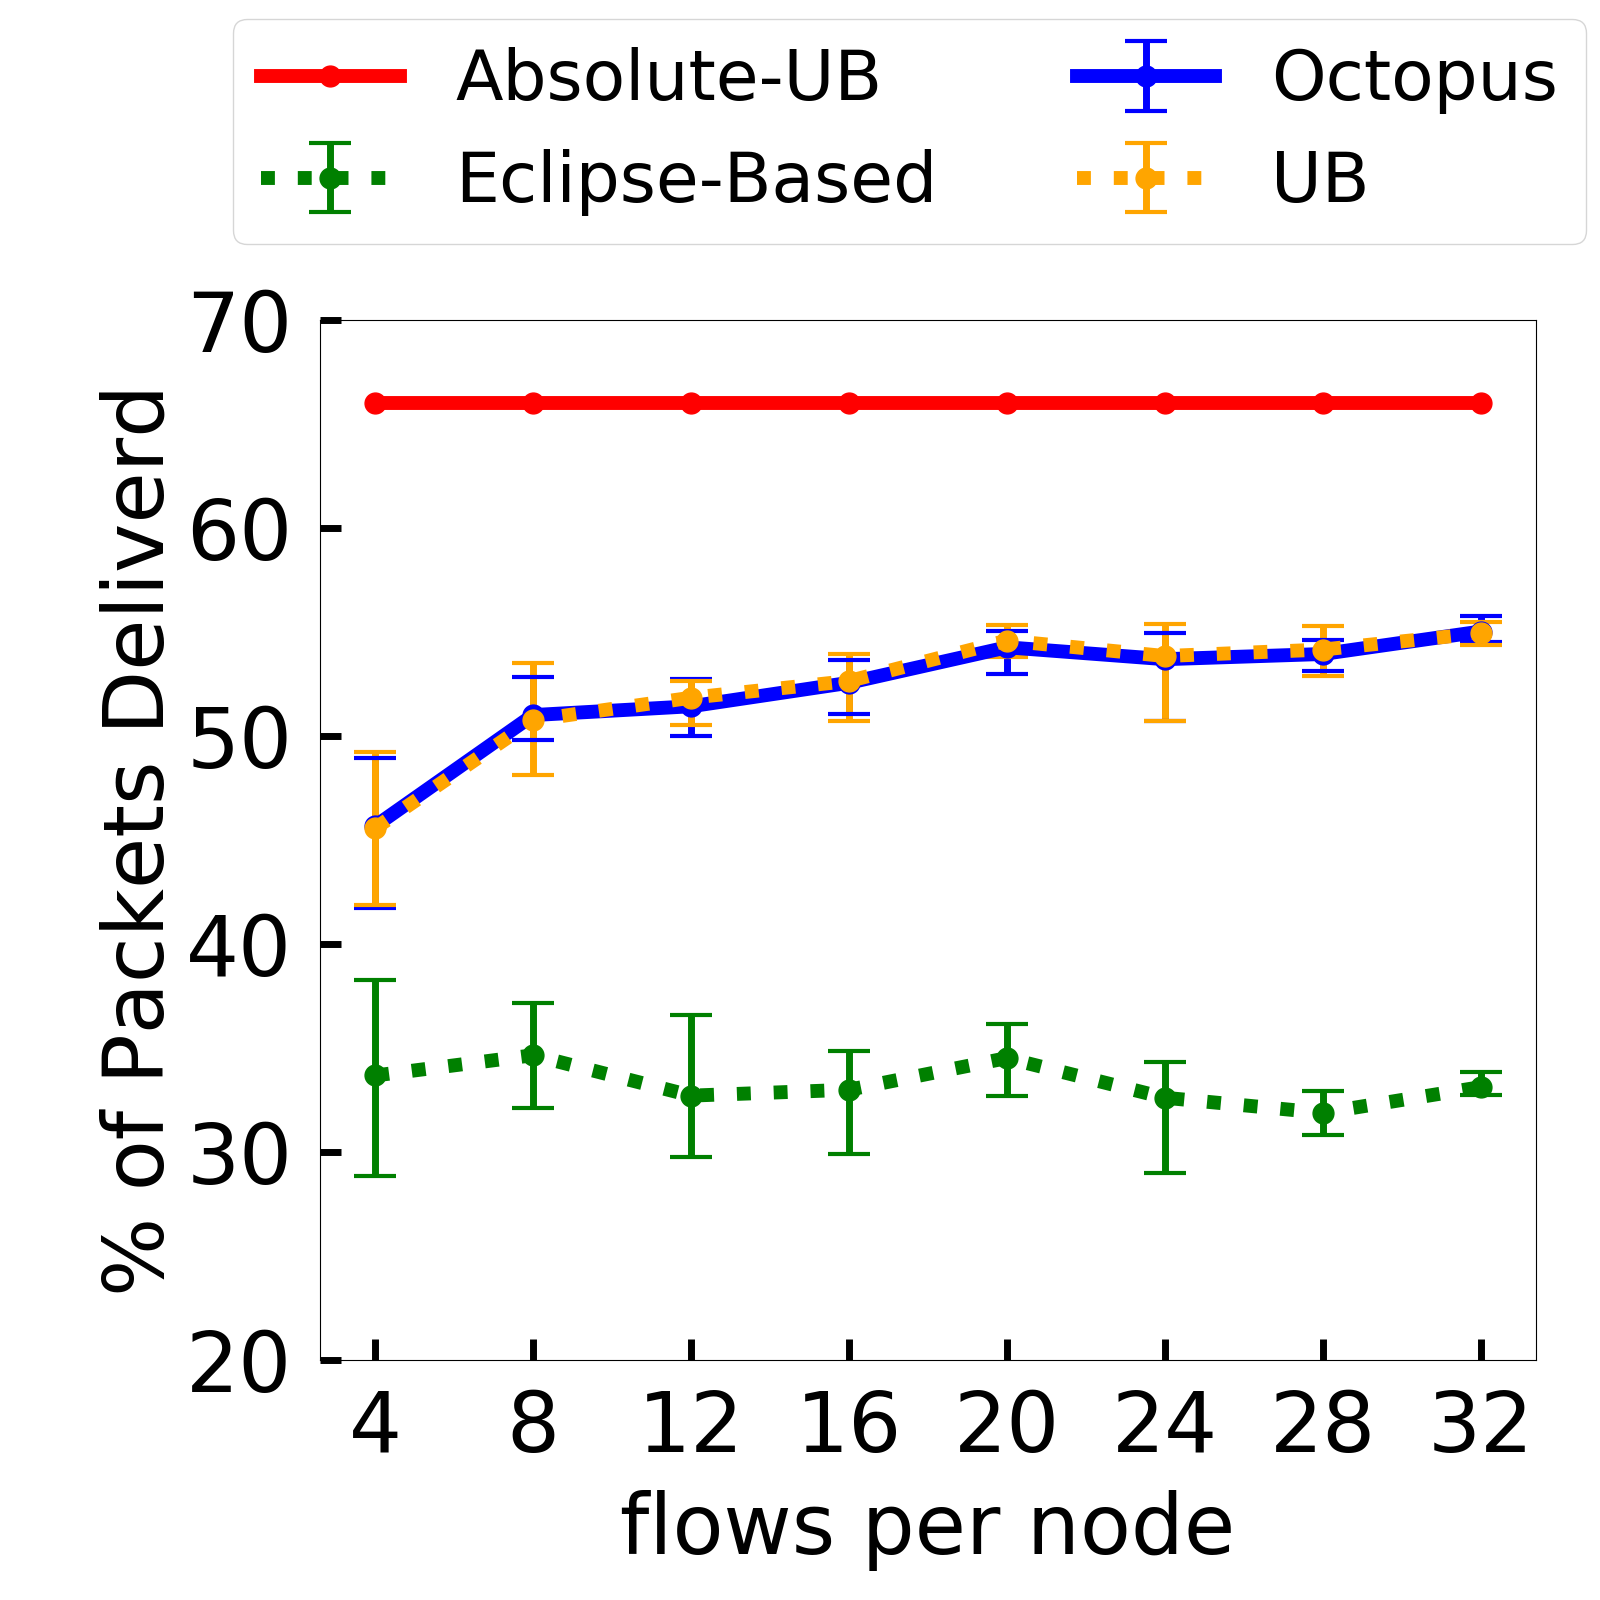 Absolute-UB
Octopus
Eclipse-Based
UB
% of Packets Deliverd
70
60
50
40
30
20
4 8 12 16 20 24 28 32
flows per node